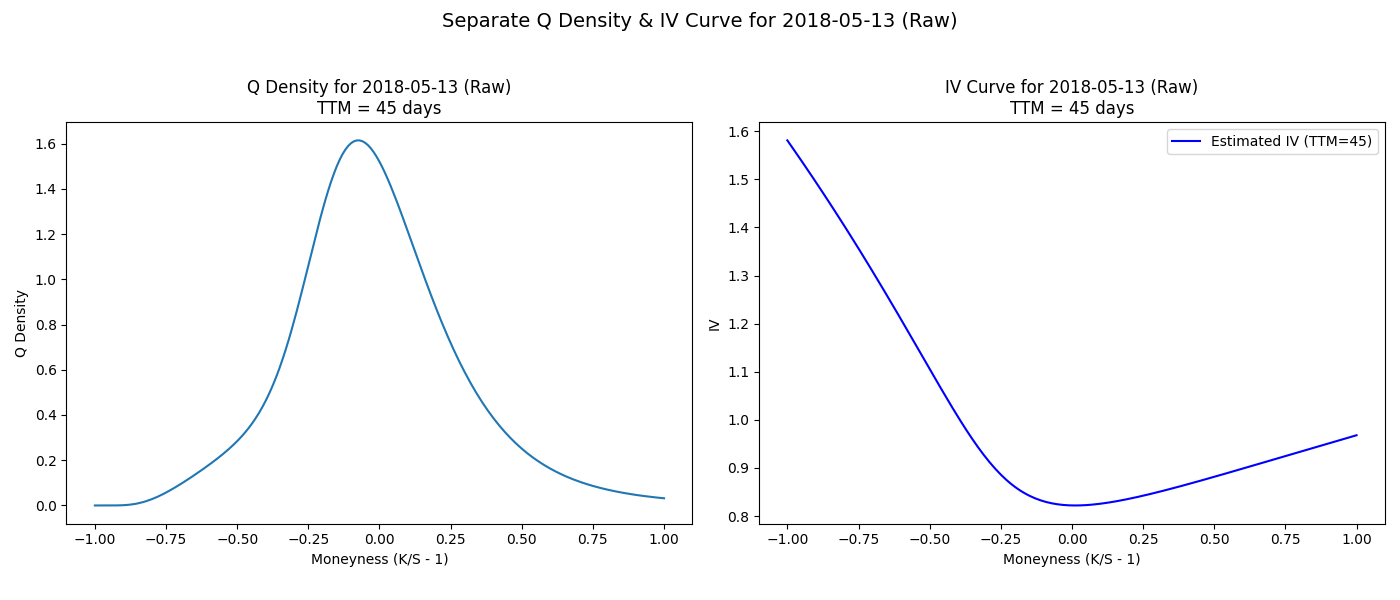 Separate Q Density & IV Curve for 2018-05-13 (Raw)
Q Density for 2018-05-13 (Raw)
TTM = 45 days
Q Density
1.6
1.4
1.2
1.0
0.8
0.6
0.4
0.2
0.0
−1.00 −0.75 −0.50 −0.25 0.00 0.25 0.50 0.75 1.00
Moneyness (K/S - 1)
IV Curve for 2018-05-13 (Raw)
TTM = 45 days
Estimated IV (TTM=45)
IV
1.6
1.5
1.4
1.3
1.2
1.1
1.0
0.9
0.8
−1.00 −0.75 −0.50 −0.25 0.00 0.25 0.50 0.75 1.00
Moneyness (K/S - 1)